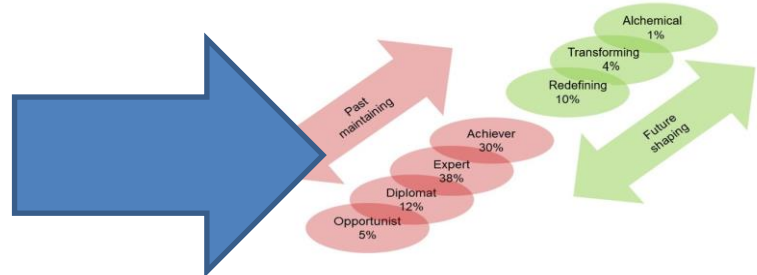 Alchemical
1%
Transforming
4%
Redefining
10%
Past
maintaining
Future
shaping
Achiever
30%
Expert
38%
Diplomat
12%
Opportunist
5%